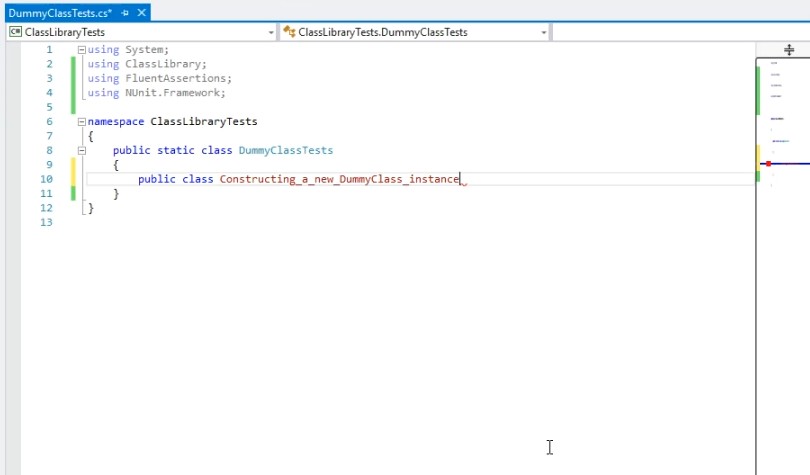 DummyClassTests.cs*
ClassLibraryTests
ClassLibraryTests.DummyClassTests
1 using System;
2 using ClassLibrary;
3 using FluentAssertions;
4 using NUnit.Framework;
5
6 namespace ClassLibraryTests
7 {
8 public static class DummyClassTests
9 {
10 public class Constructing_a_new_DummyClass_instance
11 }
12 }
13